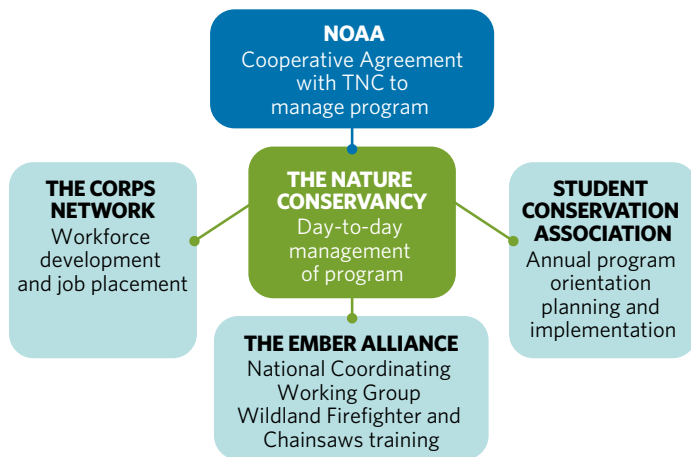 NOAA
Cooperative Agreement
with TNC to
manage program
THE CORPS
NETWORK
Workforce
development
and job placement
THE NATURE
CONSERVANCY
Day-to-day
management
of program
STUDENT
CONSERVATION
ASSOCIATION
Annual program
orientation
planning and
implementation
THE EMBER ALLIANCE
National Coordinating
Working Group
Wildland Firefighter and
Chainsaws training